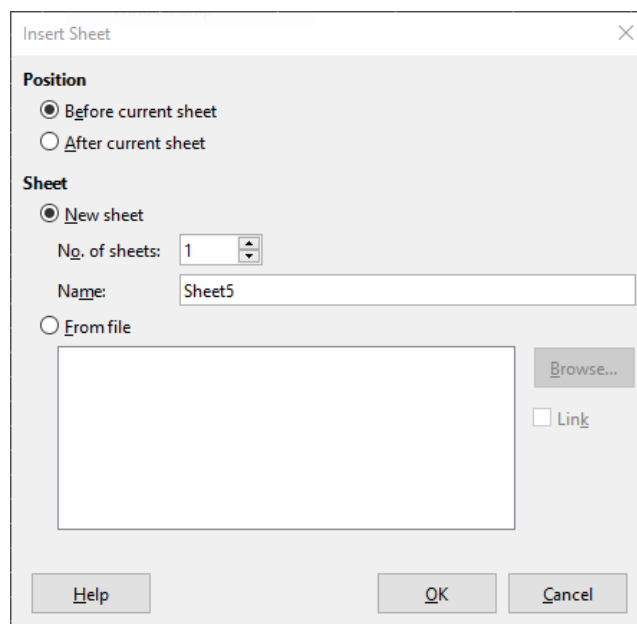 Insert Sheet
Position
Before current sheet
After current sheet
Sheet
New sheet
No. of sheets: 1
Name: Sheet5
From file
Browse...
Link
Help OK Cancel